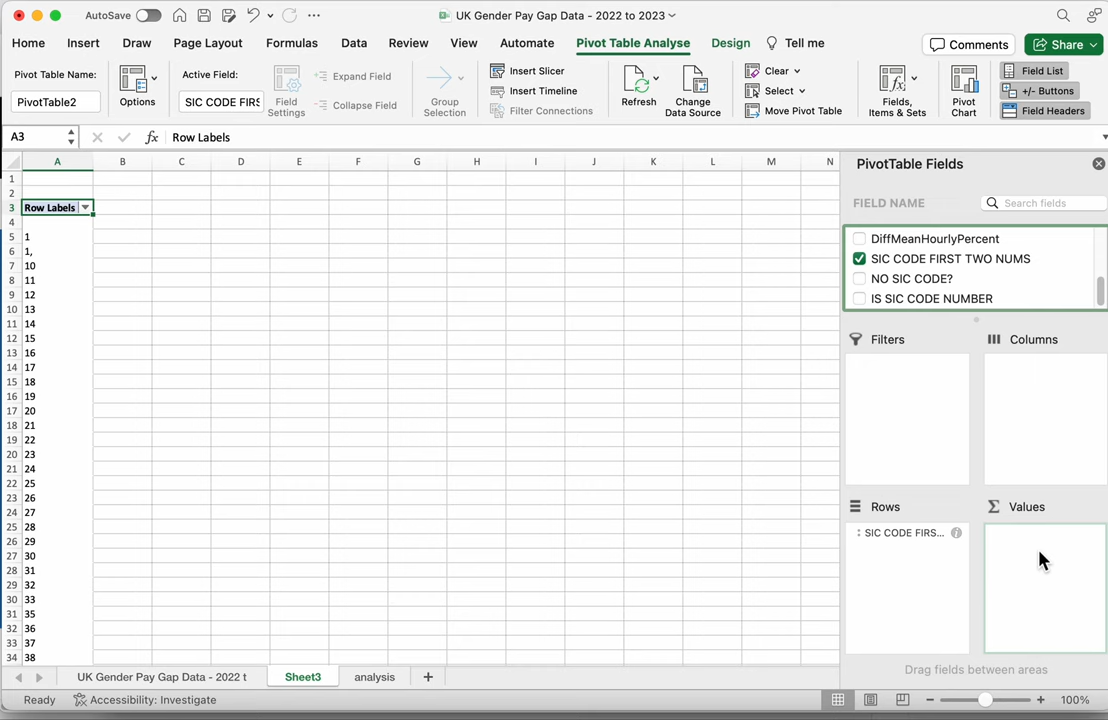 AutoSave
UK Gender Pay Gap Data - 2022 to 2023
Home Insert Draw Page Layout Formulas Data Review View Automate Pivot Table Analyse Design Tell me Comments Share
Pivot Table Name:
PivotTable2
Options
Active Field:
SIC CODE FIRS
Field
Settings
Expand Field
Collapse Field
Group
Selection
Insert Slicer
Insert Timeline
Filter Connections
Refresh
Change
Data Source
Clear
Select
Move Pivot Table
Fields,
Items & Sets
Pivot
Chart
Field List
+/- Buttons
Field Headers
A3 fx Row Labels
A B C D E F G H I J K L M N
1
2
3 Row Labels
4
5 1
6 1,
7 10
8 11
9 12
10 13
11 14
12 15
13 16
14 17
15 18
16 19
17 20
18 21
19 22
20 23
21 24
22 25
23 26
24 27
25 28
26 29
27 30
28 31
29 32
30 33
31 35
32 36
33 37
34 38
PivotTable Fields
FIELD NAME Search fields
DiffMeanHourlyPercent
SIC CODE FIRST TWO NUMS
NO SIC CODE?
IS SIC CODE NUMBER
Filters Columns
Rows Values
SIC CODE FIRS...
Drag fields between areas
UK Gender Pay Gap Data - 2022 t Sheet3 analysis +
Ready Accessibility: Investigate 100%